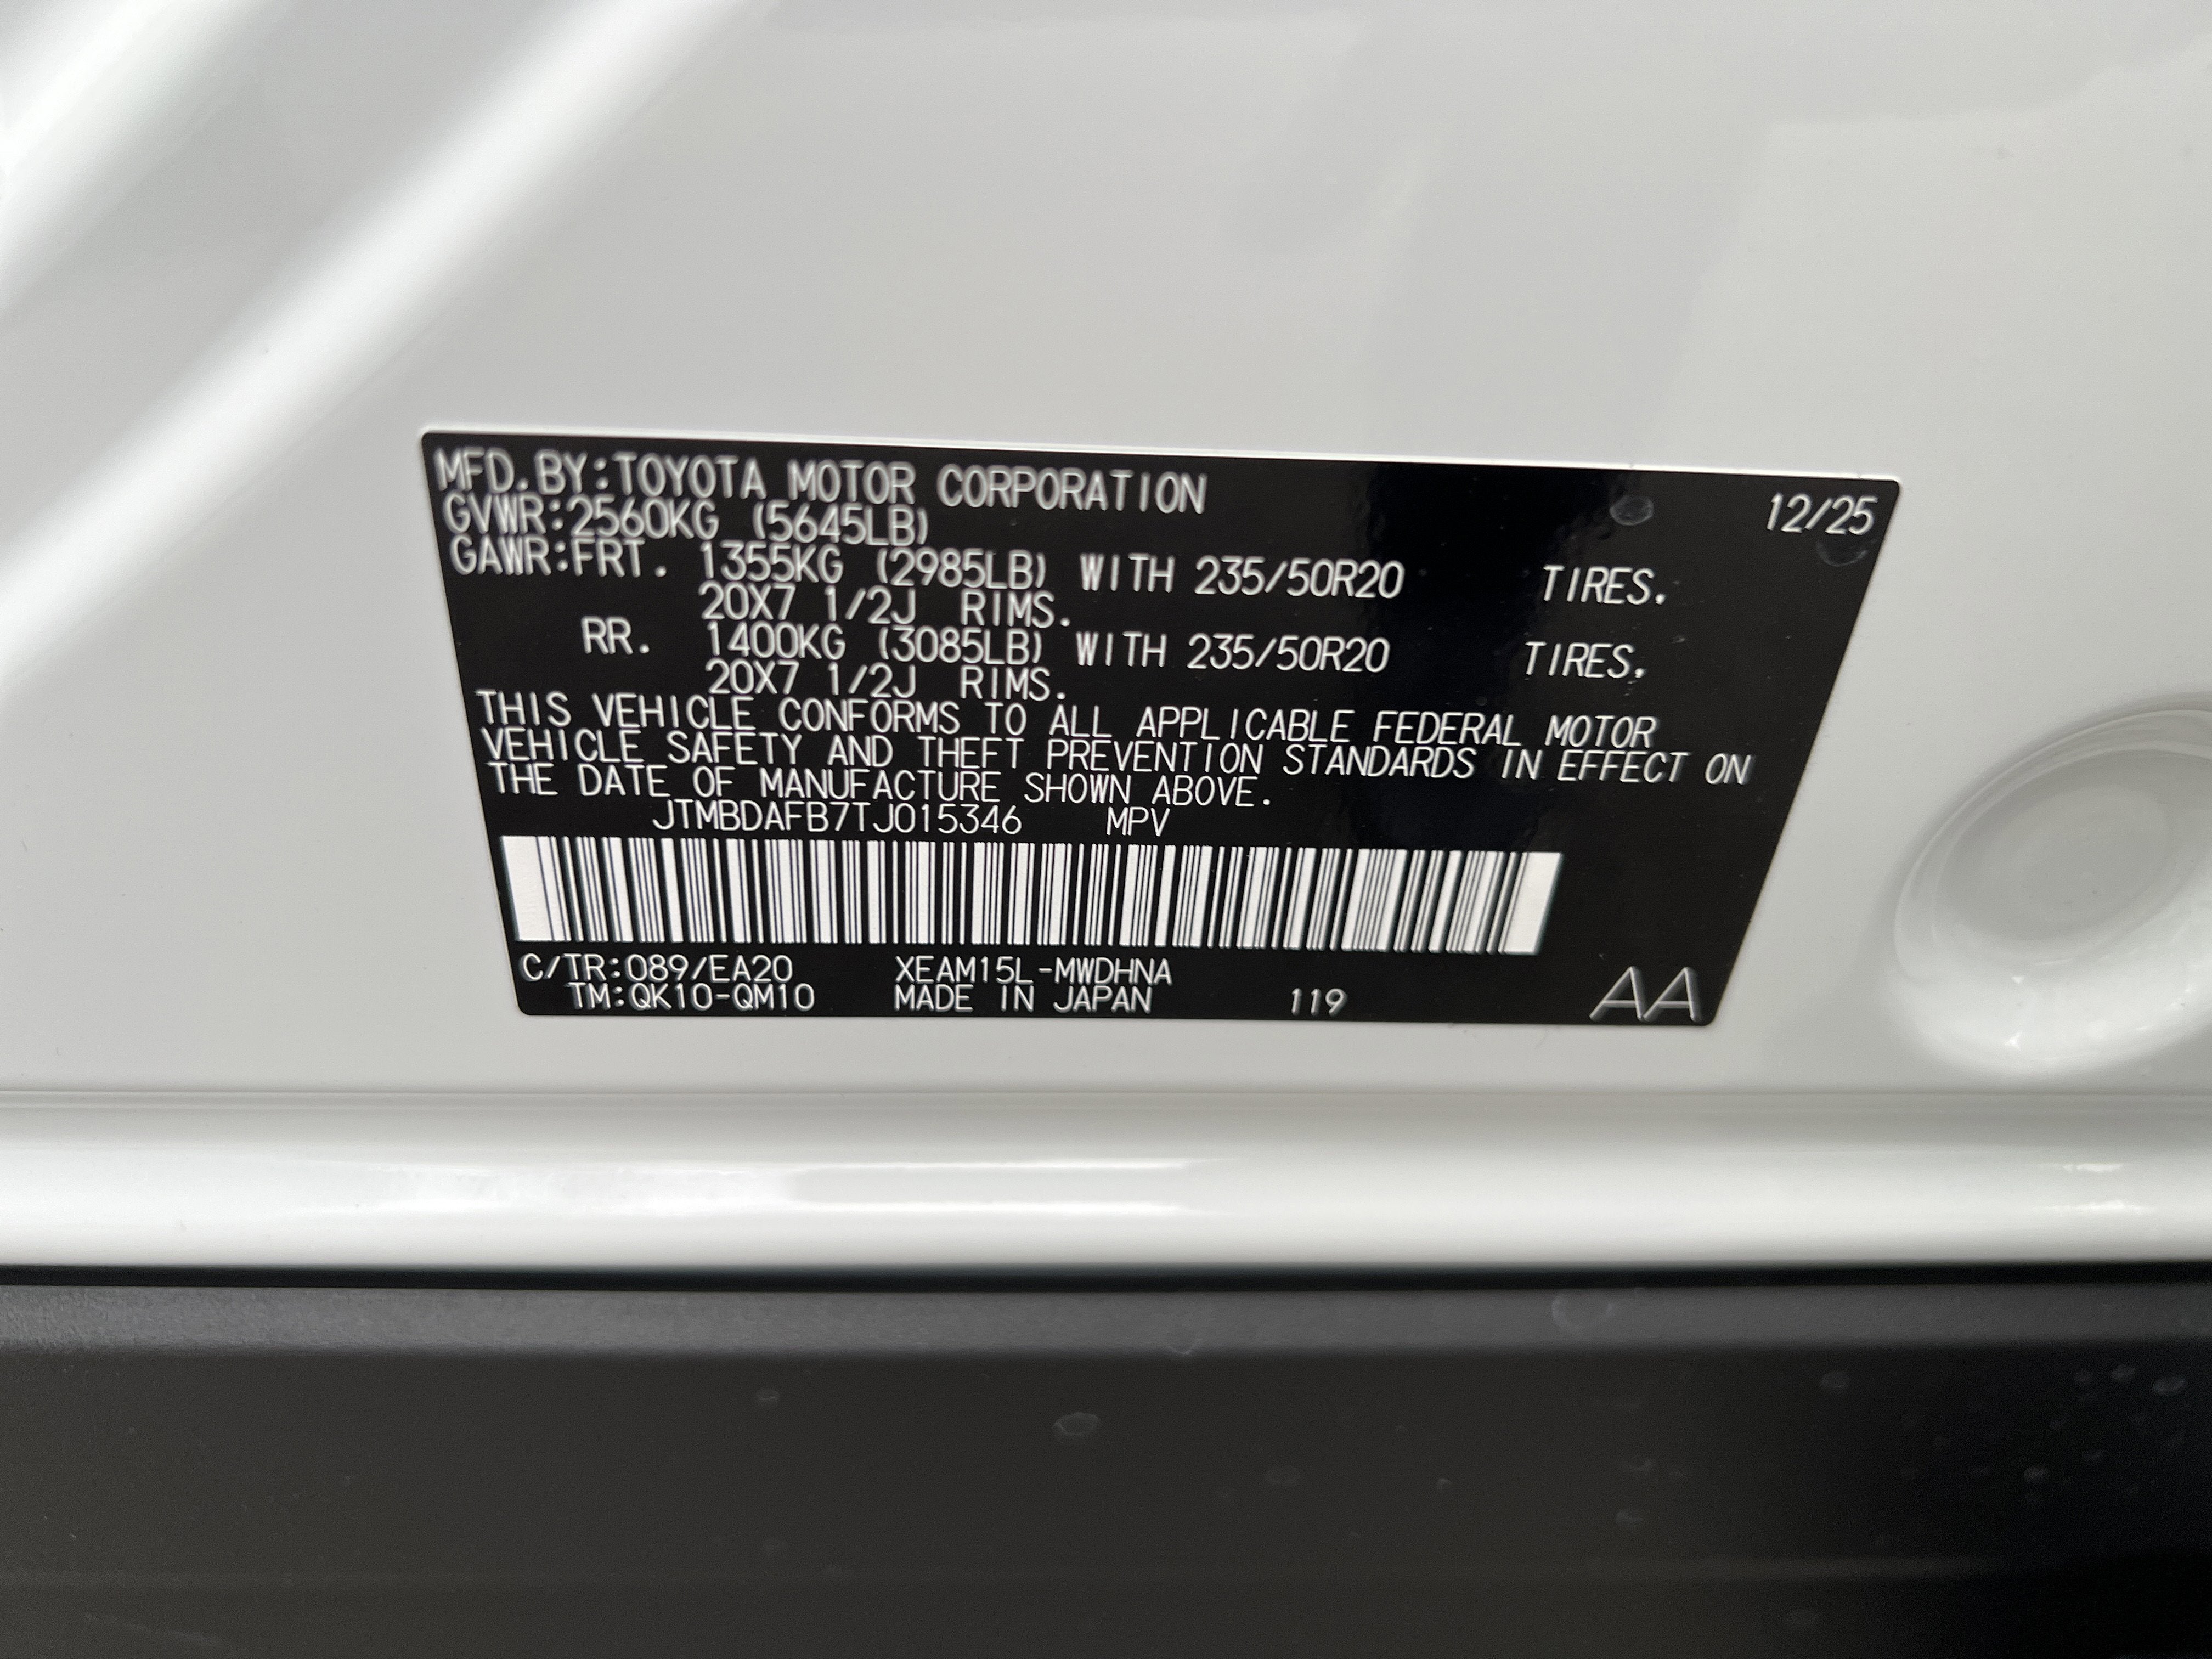 MFD.BY:TOYOTA MOTOR CORPORATION 12/25
GVWR:2560KG (5645LB)
GAWR:FRT. 1355KG (2985LB) WITH 235/50R20 TIRES.
20X7 1/2J RIMS.
RR. 1400KG (3085LB) WITH 235/50R20 TIRES.
20X7 1/2J RIMS.
THIS VEHICLE CONFORMS TO ALL APPLICABLE FEDERAL MOTOR
VEHICLE SAFETY AND THEFT PREVENTION STANDARDS IN EFFECT ON
THE DATE OF MANUFACTURE SHOWN ABOVE.
JTMBDAFB7TJ015346 MPV
C/TR:089/EA20 XEAM15L-MWDHNA
TM:QK10-QM10 MADE IN JAPAN 119 AA